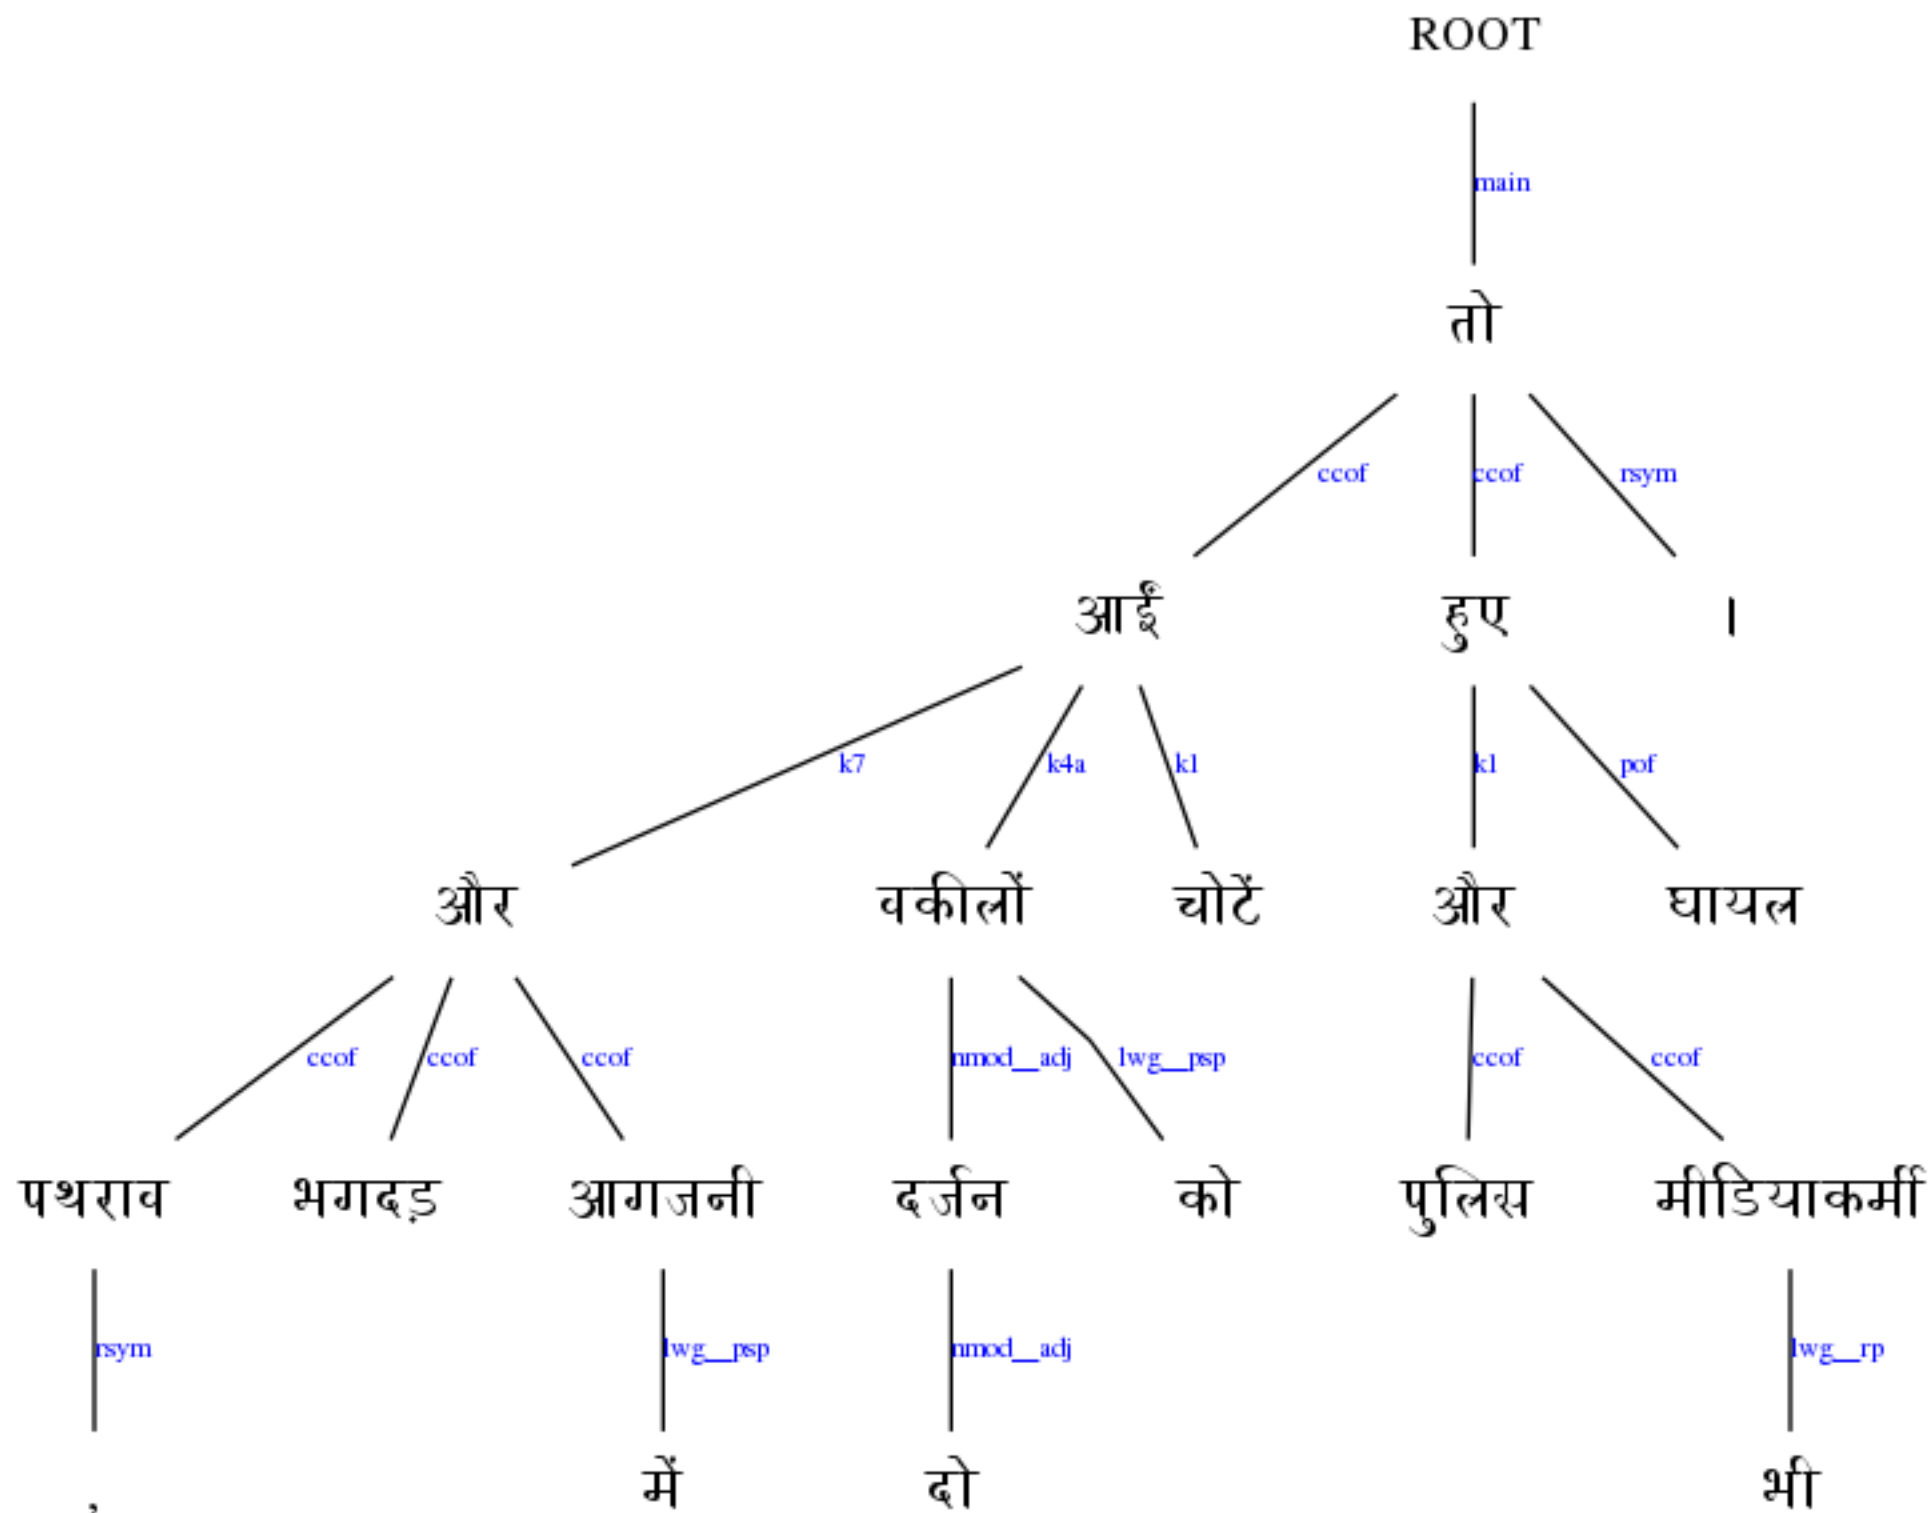 ROOT
main
तो
ccof ccof rsym
आईं हुए ।
k7 k4a k1 k1 pof
और वकीलों चोटें और घायल
ccof ccof ccof nmod__adj lwg__psp ccof ccof
पथराव भगदड़ आगजनी दर्जन को पुलिस मीडियाकर्मी
rsym lwg__psp nmod__adj lwg__rp
, में दो भी